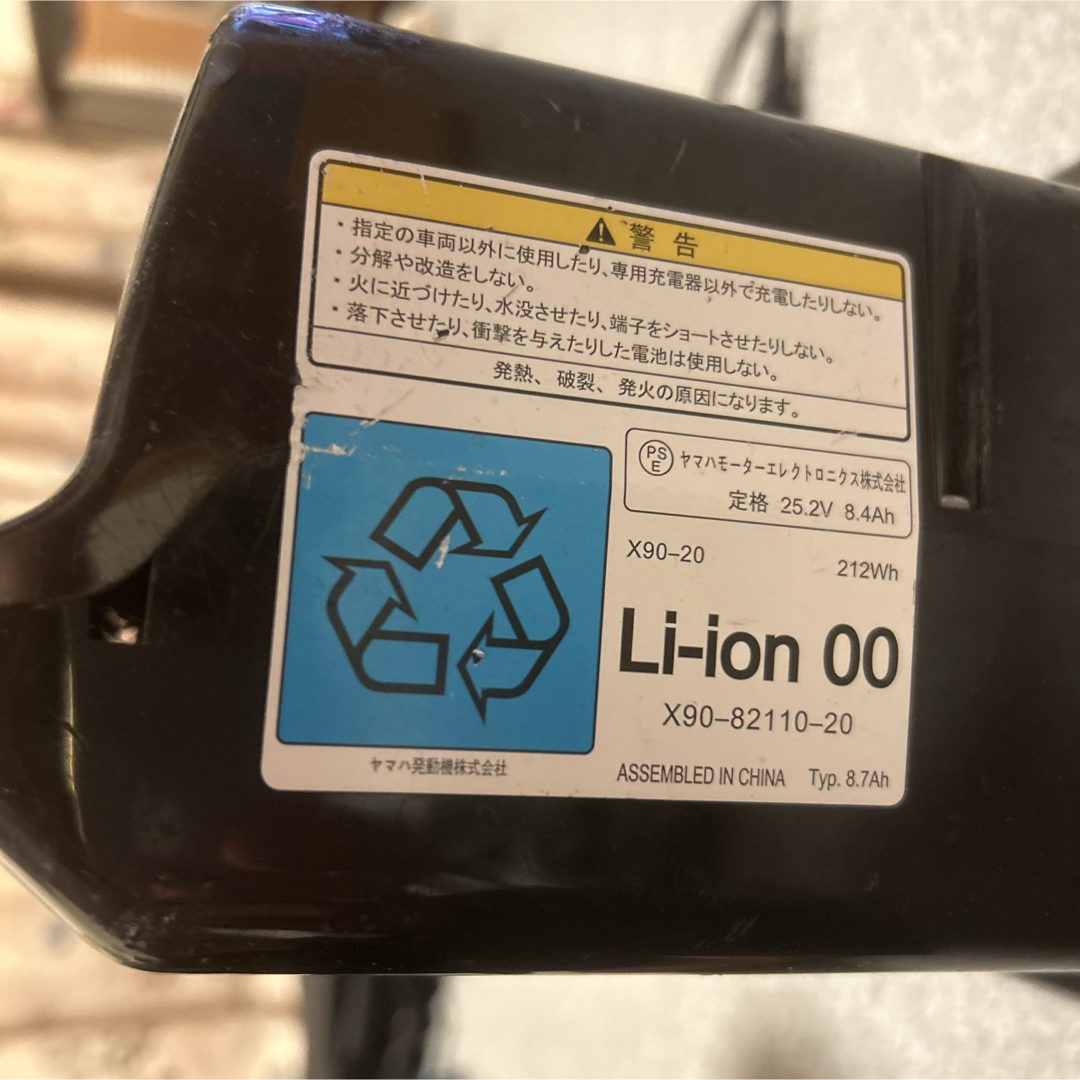 ⚠警告
・指定の車両以外に使用したり、専用充電器以外で充電したりしない。
・分解や改造をしない。
・火に近づけたり、水没させたり、端子をショートさせたりしない。
・落下させたり、衝撃を与えたりした電池は使用しない。
発熱、破裂、発火の原因になります。
PS
E
ヤマハモーターエレクトロニクス株式会社
定格 25.2V 8.4Ah
X90-20
212Wh
Li-ion 00
X90-82110-20
ヤマハ発動機株式会社
ASSEMBLED IN CHINA Typ. 8.7Ah